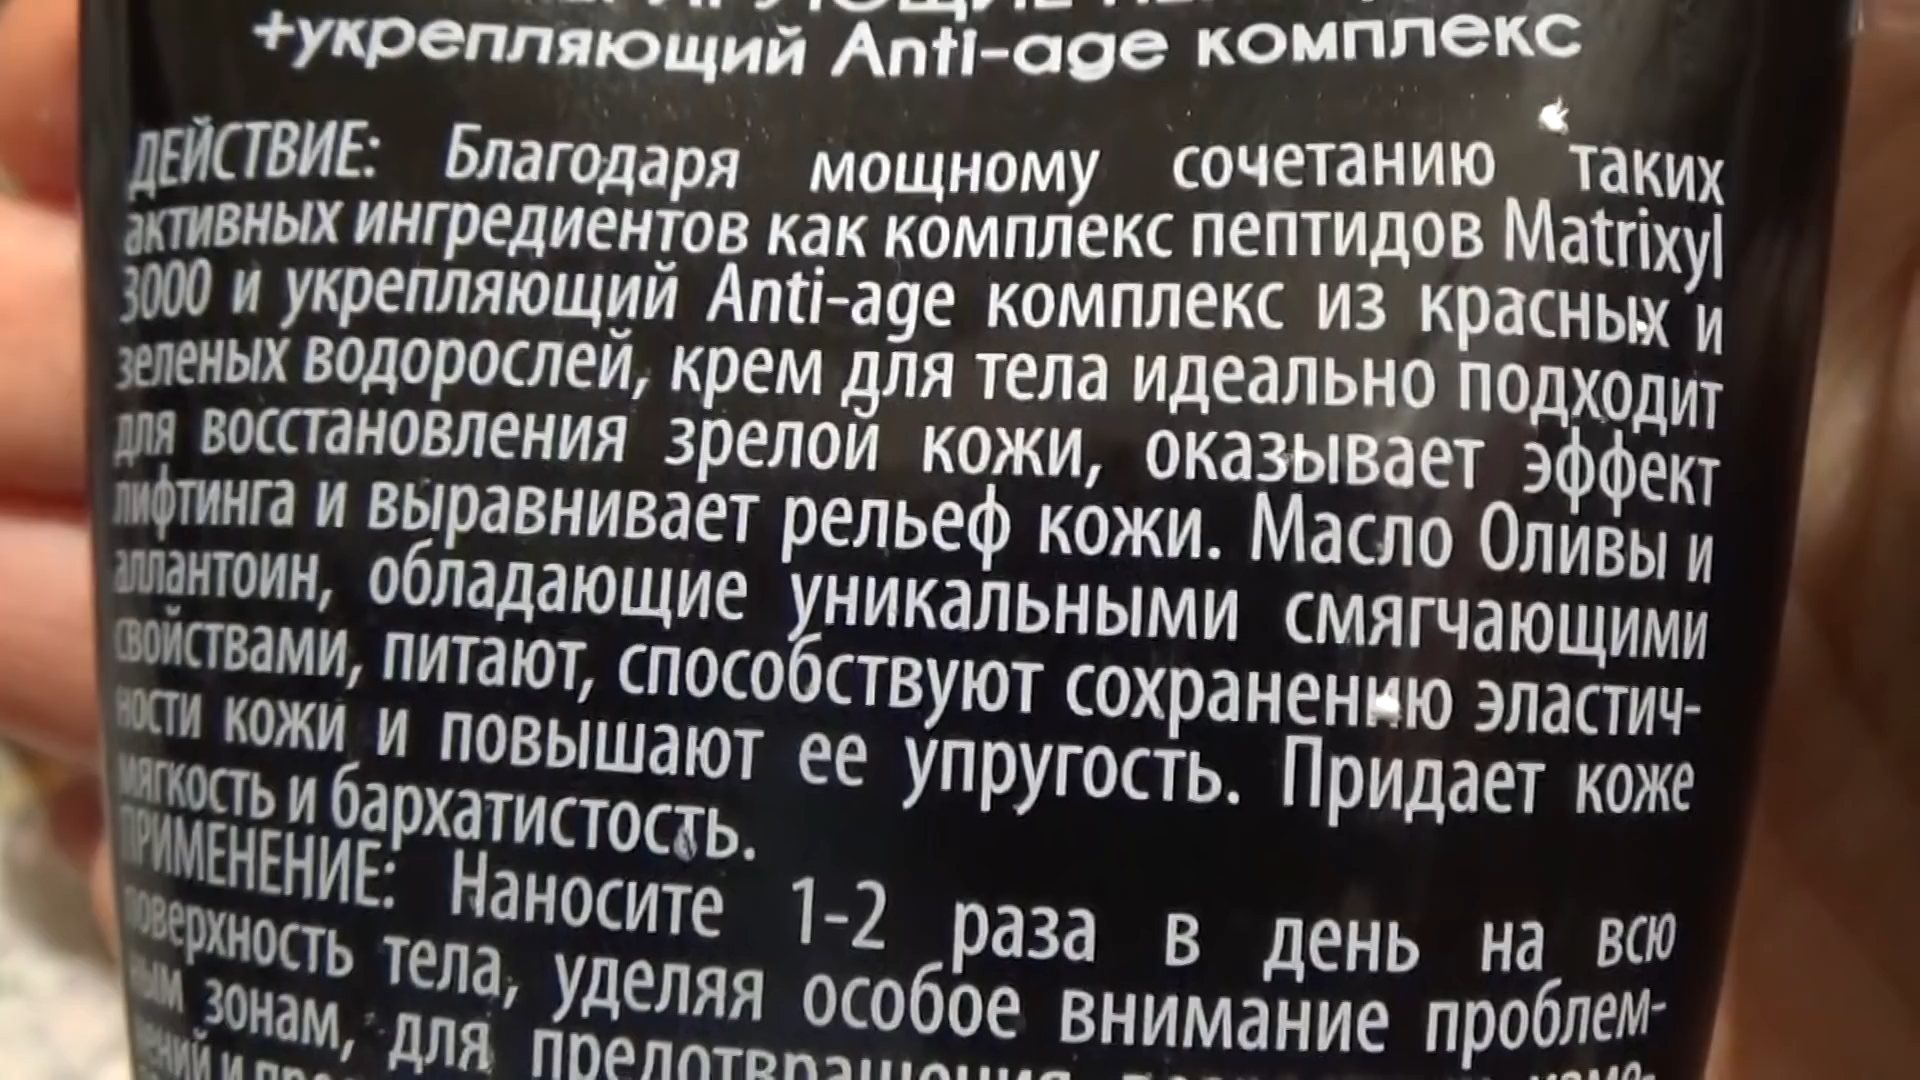 +укрепляющий Anti-age комплекс
ДЕЙСТВИЕ: Благодаря мощному сочетанию таких
активных ингредиентов как комплекс пептидов Matrixyl
3000 и укрепляющий Anti-age комплекс из красных и
зеленых водорослей, крем для тела идеально подходит
для восстановления зрелой кожи, оказывает эффект
лифтинга и выравнивает рельеф кожи. Масло Оливы и
аллантоин, обладающие уникальными смягчающими
свойствами, питают, способствуют сохранению эластич-
ности кожи и повышают ее упругость. Придает коже
мягкость и бархатистость.
ПРИМЕНЕНИЕ: Наносите 1-2 раза в день на всю
поверхность тела, уделяя особое внимание проблем-
ным зонам, для предотвращения